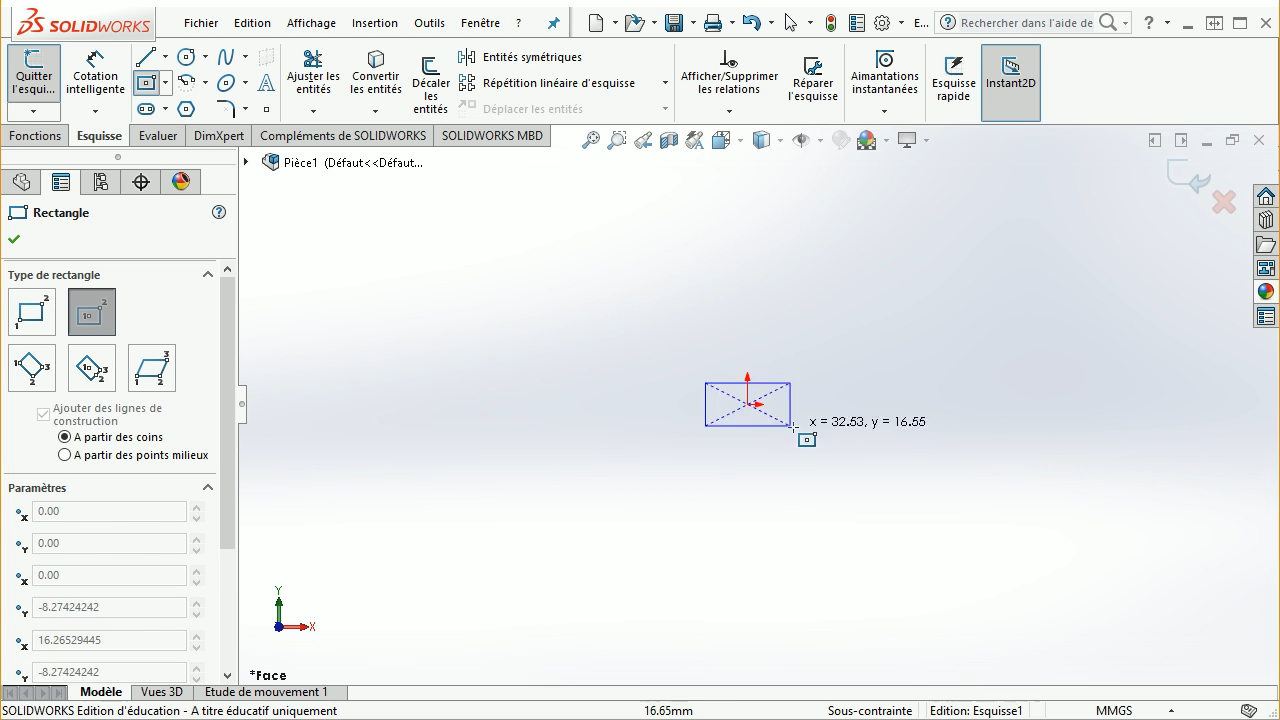 SOLIDWORKS
Fichier Edition Affichage Insertion Outils Fenêtre ?
E... Rechercher dans l'aide de
Quitter l'esqui...
Cotation intelligente
Ajuster les entités
Convertir les entités
Décaler les entités
Entités symétriques
Répétition linéaire d'esquisse
Déplacer les entités
Afficher/Supprimer les relations
Réparer l'esquisse
Aimantations instantanées
Esquisse rapide
Instant2D
Fonctions Esquisse Evaluer DimXpert Compléments de SOLIDWORKS SOLIDWORKS MBD
Pièce1 (Défaut<<Défaut...
Rectangle
Type de rectangle
Ajouter des lignes de
construction
A partir des coins
A partir des points milieux
Paramètres
0.00
0.00
0.00
-8.27424242
16.26529445
-8.27424242
x = 32.53, y = 16.55
Y
X
*Face
Modèle Vues 3D Etude de mouvement 1
SOLIDWORKS Edition d'éducation - A titre éducatif uniquement 16.65mm Sous-contrainte Edition: Esquisse1 MMGS